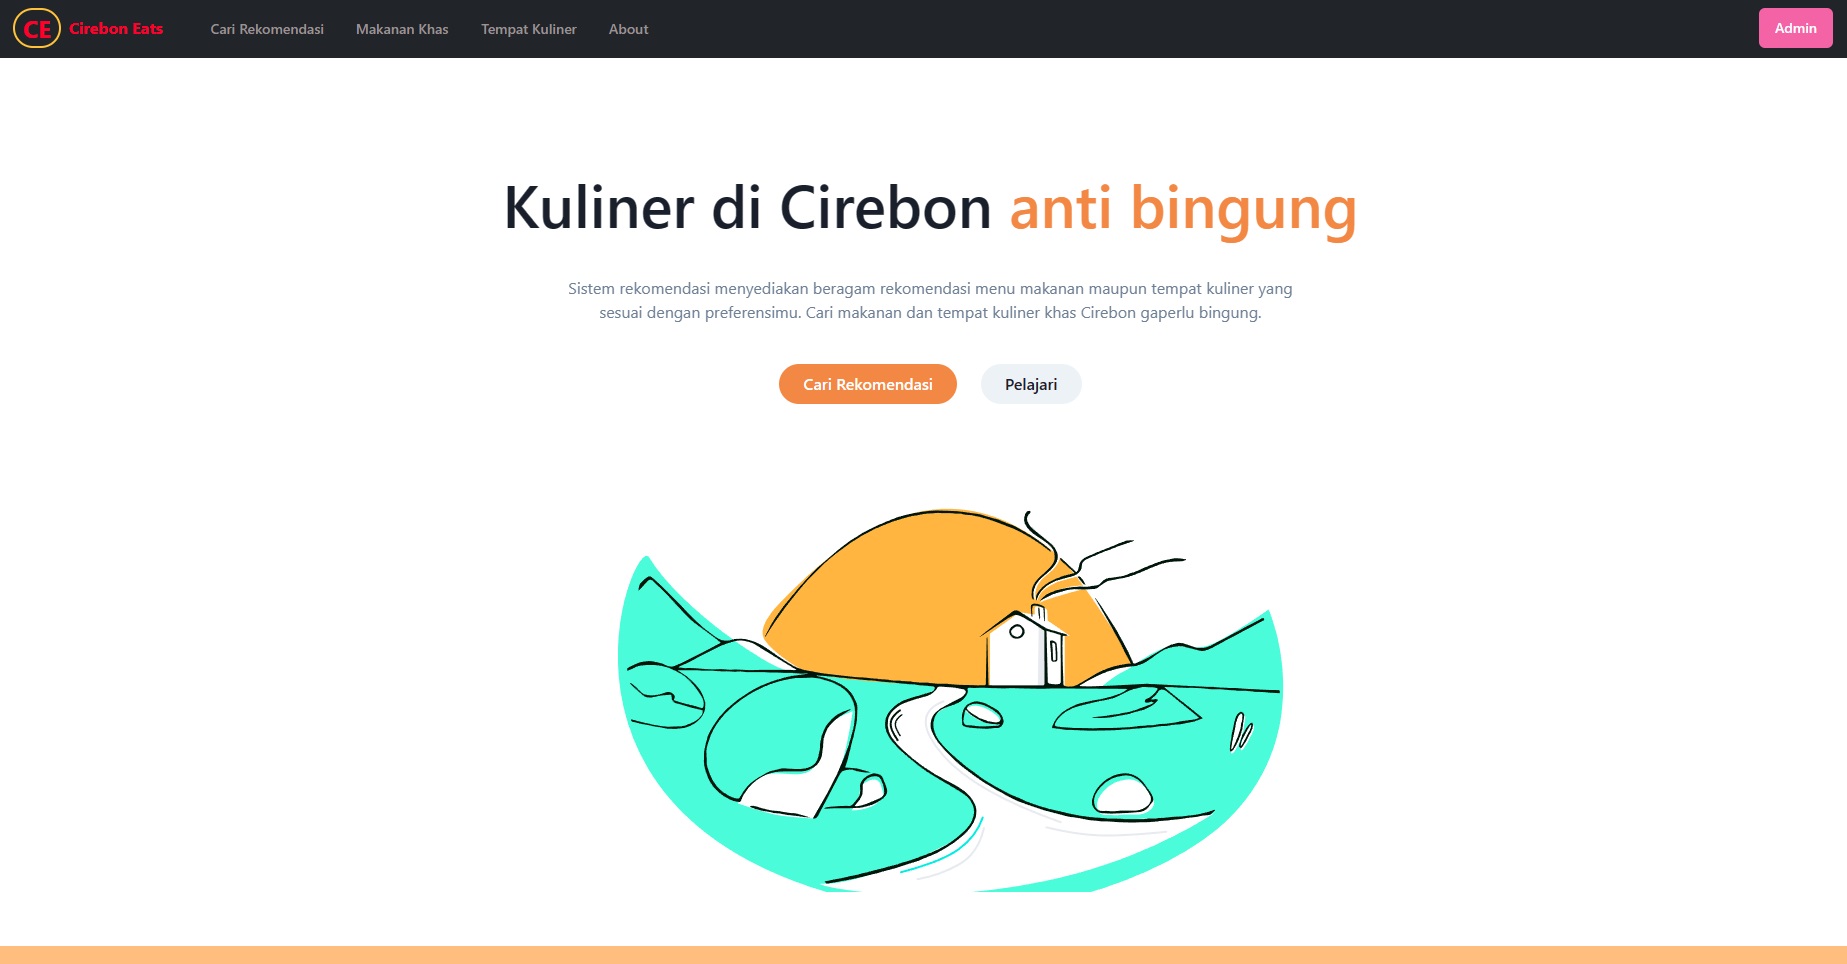 CE Cirebon Eats Cari Rekomendasi Makanan Khas Tempat Kuliner About Admin
Kuliner di Cirebon anti bingung
Sistem rekomendasi menyediakan beragam rekomendasi menu makanan maupun tempat kuliner yang
sesuai dengan preferensimu. Cari makanan dan tempat kuliner khas Cirebon gaperlu bingung.
Cari Rekomendasi Pelajari